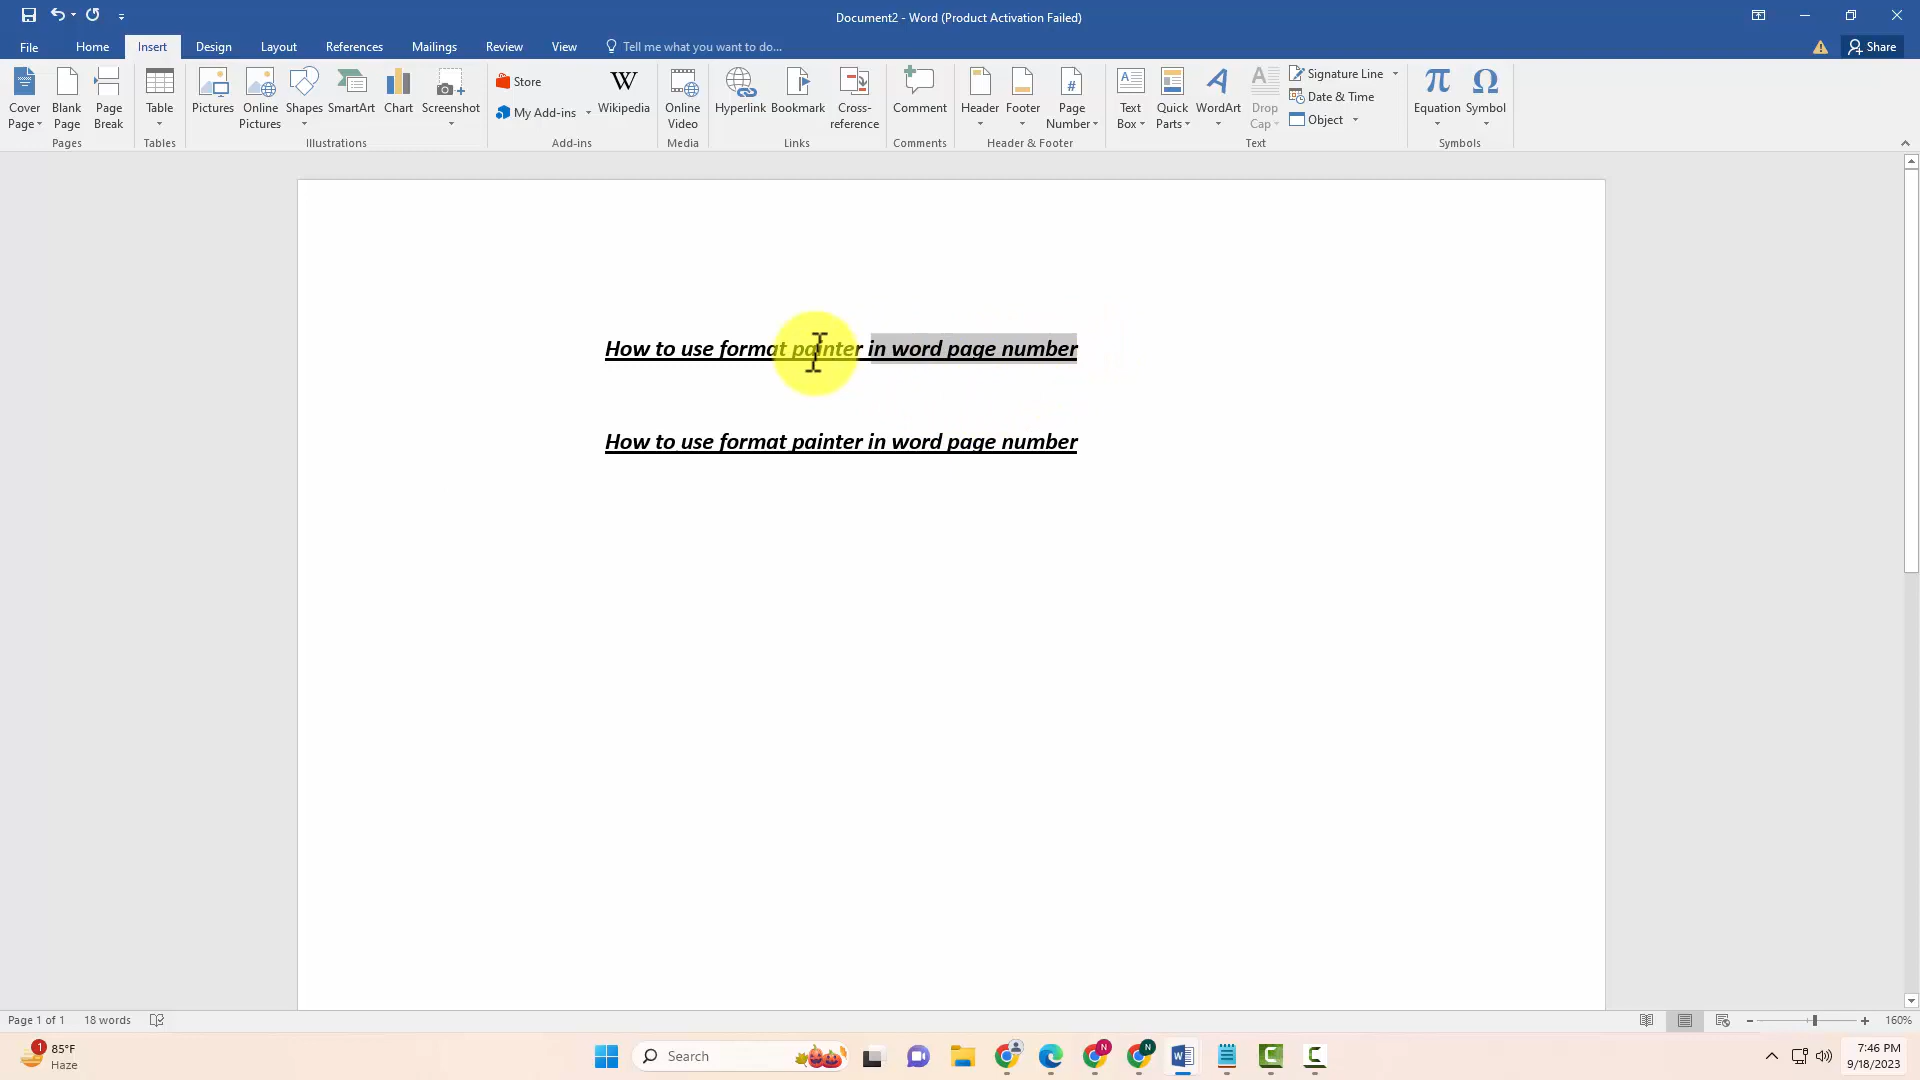 Document2 - Word (Product Activation Failed)
File Home Insert Design Layout References Mailings Review View Tell me what you want to do... Share
Cover Page
Blank Page
Page Break
Table
Pictures
Online Pictures
Shapes
SmartArt
Chart
Screenshot
Store
My Add-ins
Wikipedia
Online Video
Hyperlink
Bookmark
Cross-reference
Comment
Header
Footer
Page Number
Text Box
Quick Parts
WordArt
Drop Cap
Signature Line
Date & Time
Object
Equation
Symbol
Pages Tables Illustrations Add-ins Media Links Comments Header & Footer Text Symbols
How to use format painter in word page number
How to use format painter in word page number
Page 1 of 1 18 words 160%
1
85°F
Haze
Search
N
N
7:46 PM
9/18/2023